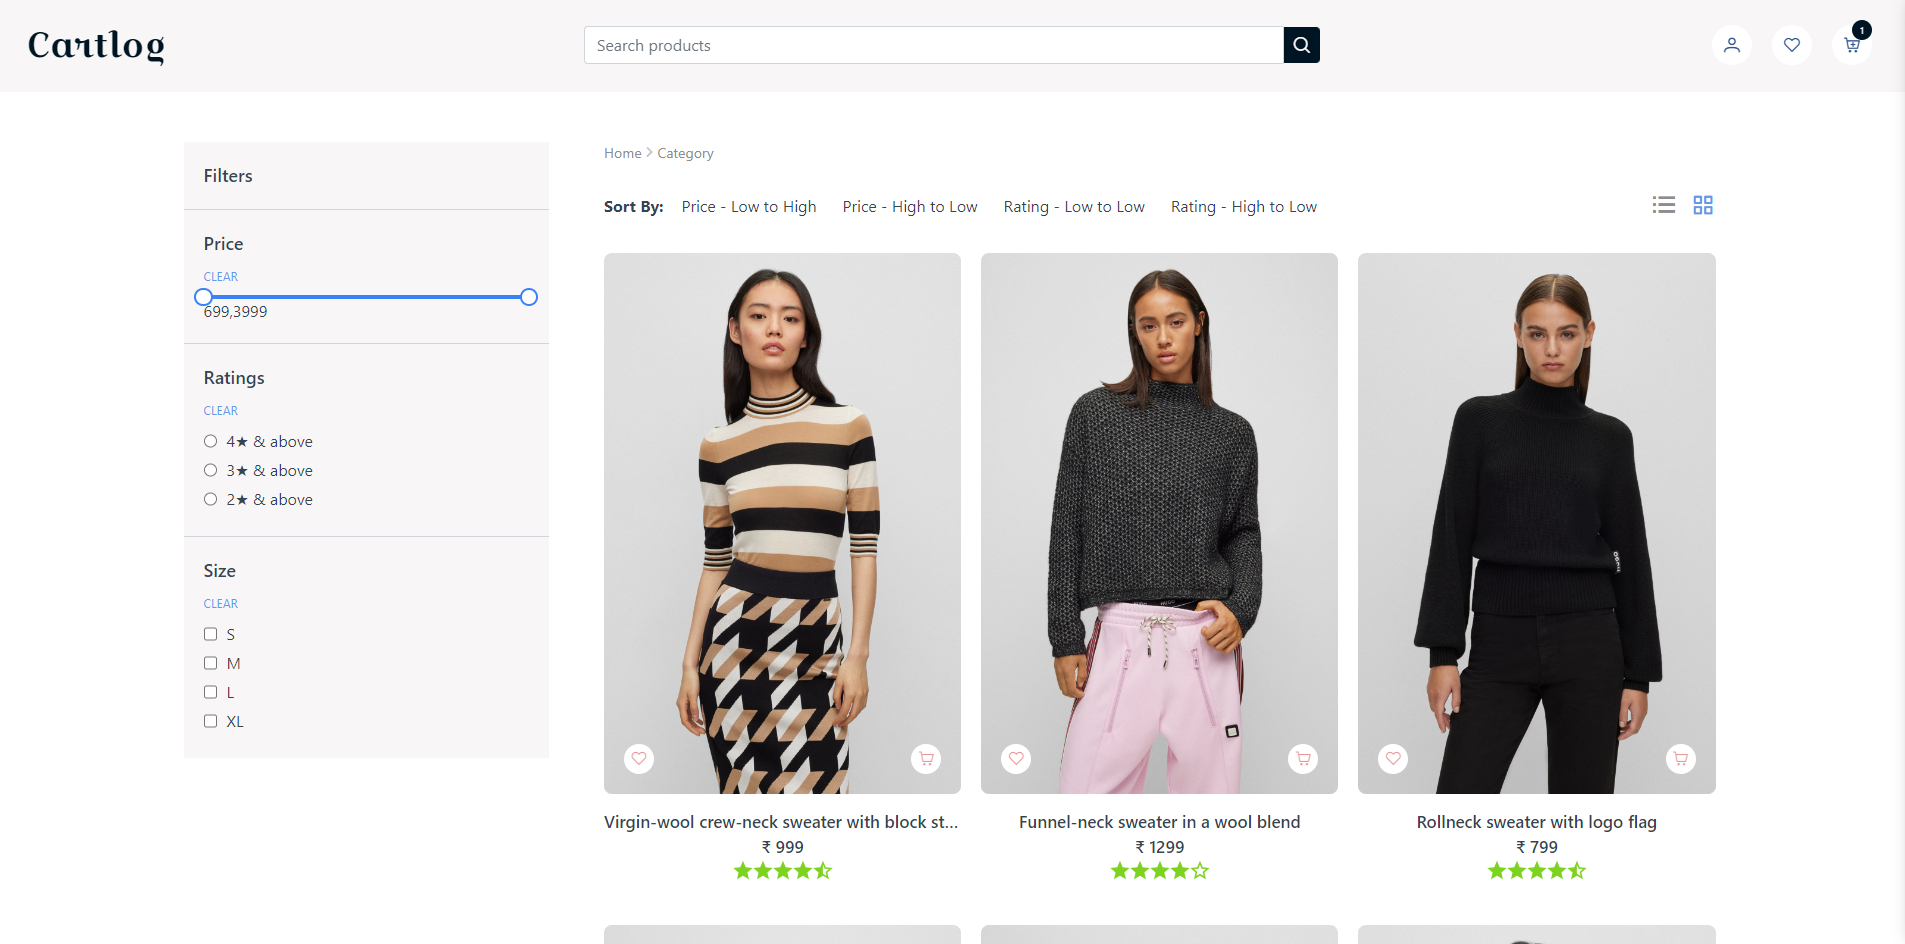 Cartlog
Search products
1
Filters
Price
CLEAR
699,3999
Ratings
CLEAR
4★ & above
3★ & above
2★ & above
Size
CLEAR
S
M
L
XL
Home > Category
Sort By: Price - Low to High Price - High to Low Rating - Low to Low Rating - High to Low
Virgin-wool crew-neck sweater with block st...
₹ 999
Funnel-neck sweater in a wool blend
₹ 1299
Rollneck sweater with logo flag
₹ 799